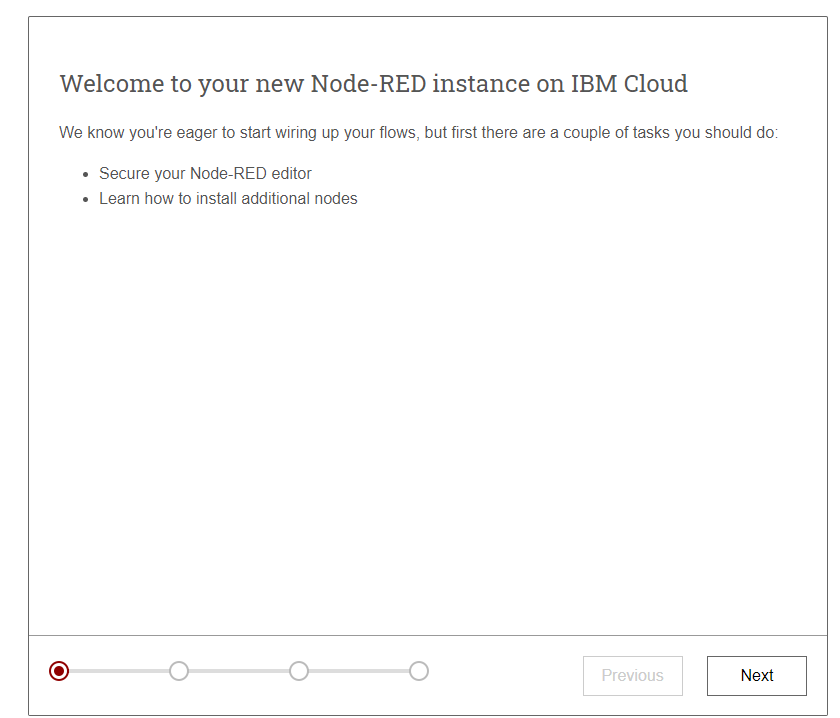 Welcome to your new Node-RED instance on IBM Cloud
We know you're eager to start wiring up your flows, but first there are a couple of tasks you should do:
Secure your Node-RED editor
Learn how to install additional nodes
Previous
Next